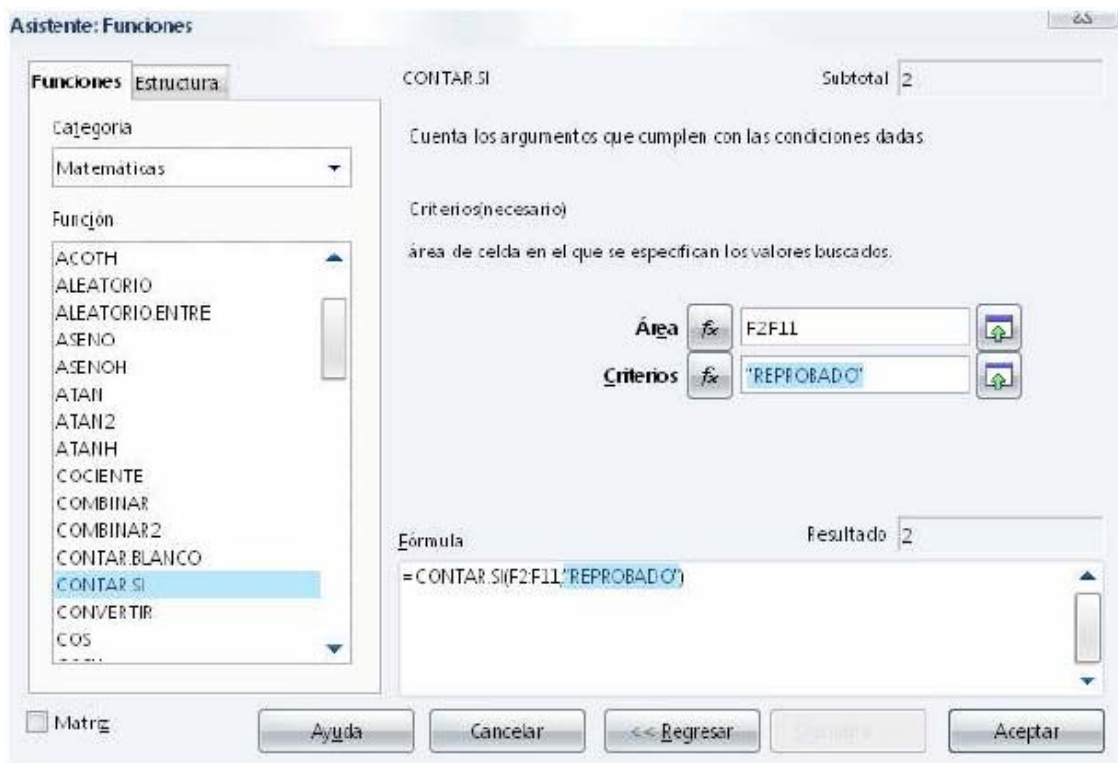 Asistente: Funciones
Funciones Estructura
Categoría
Matemáticas
Función
ACOTH
ALEATORIO
ALEATORIO.ENTRE
ASENO
ASENOH
ATAN
ATAN2
ATANH
COCIENTE
COMBINAR
COMBINAR2
CONTAR.BLANCO
CONTAR.SI
CONVERTIR
COS
Matriz
CONTAR.SI
Subtotal 2
Cuenta los argumentos que cumplen con las condiciones dadas.
Criterios(necesario)
área de celda en el que se especifican los valores buscados.
Área fx F2:F11
Criterios fx "REPROBADO"
Fórmula
Resultado 2
=CONTAR.SI(F2:F11;"REPROBADO")
Ayuda
Cancelar
<< Regresar
Aceptar